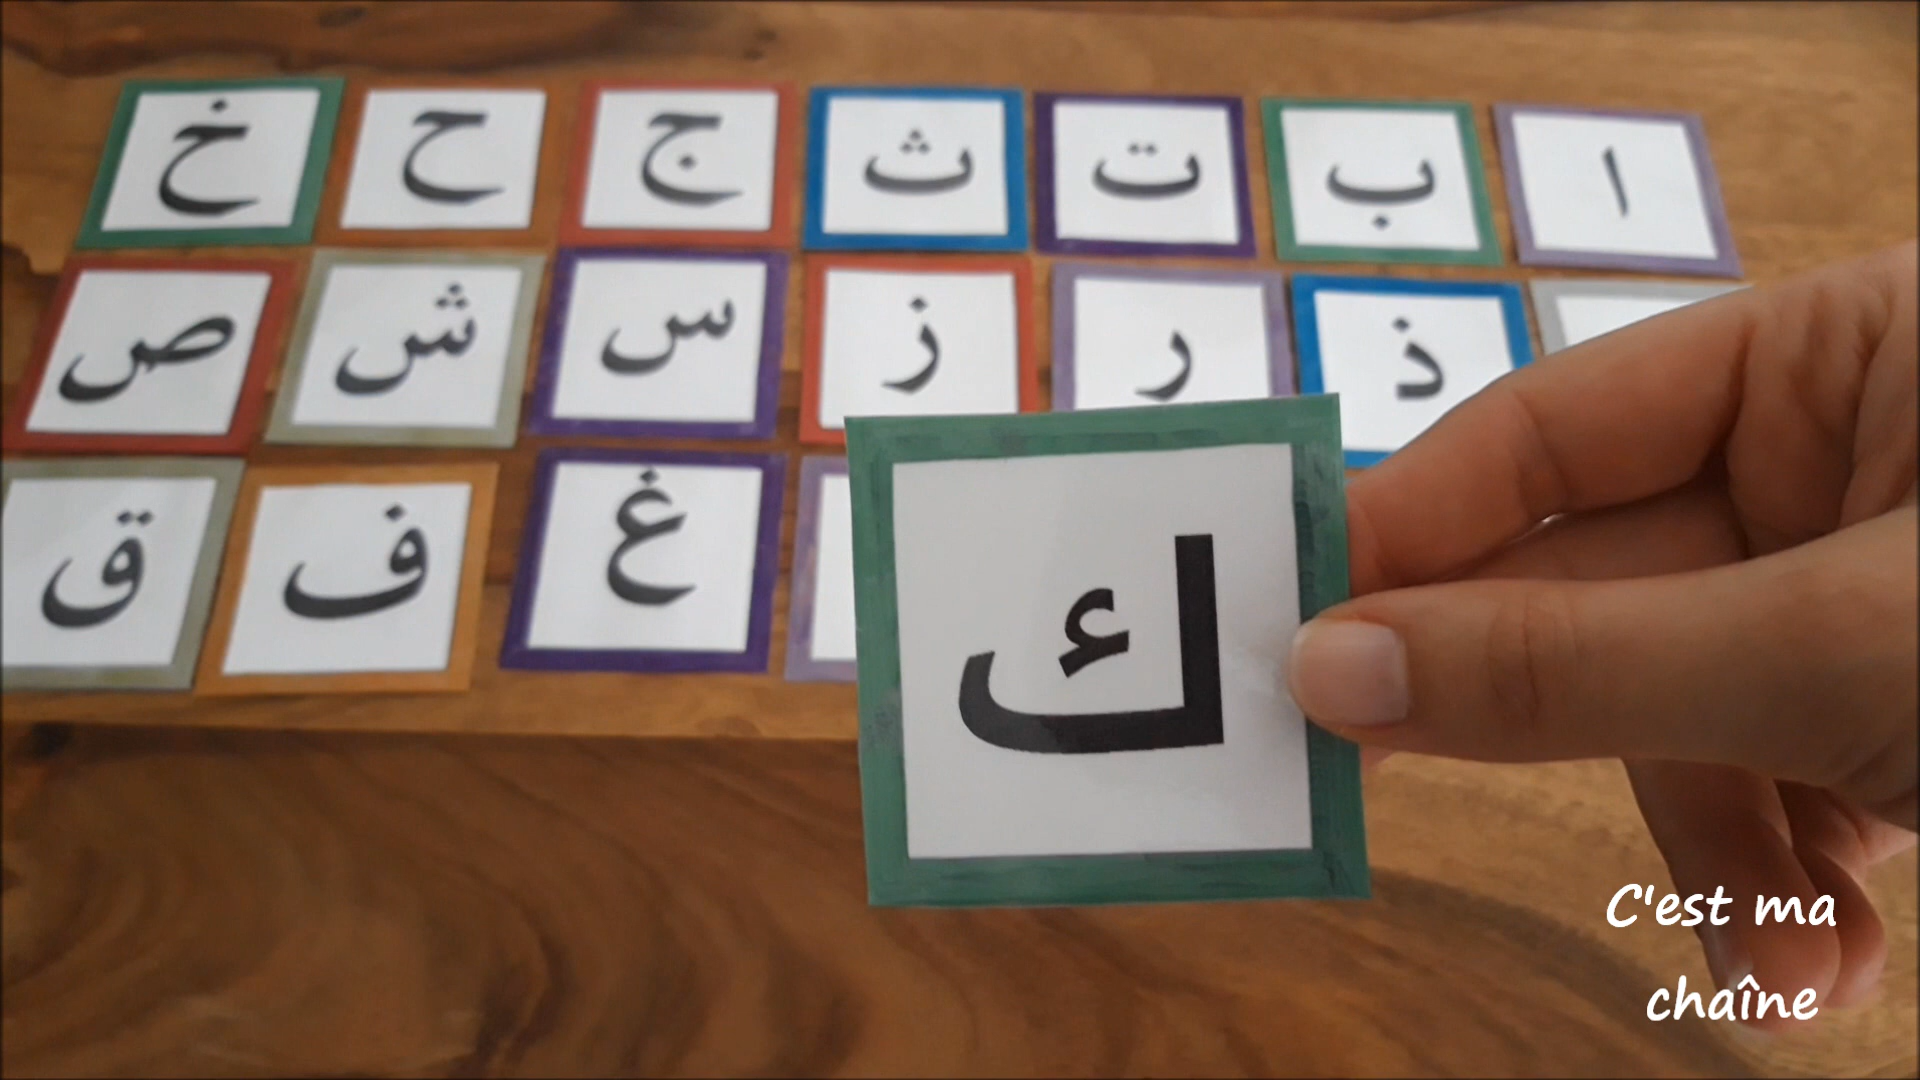 ا ب ت ث ج ح خ
ذ ر ز س ش ص
غ ف ق
ك
C'est ma
chaîne